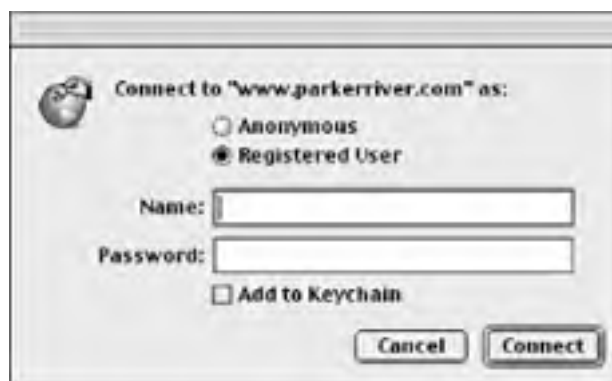 Connect to "www.parkerriver.com" as:
Anonymous
Registered User
Name:
Password:
Add to Keychain
Cancel Connect